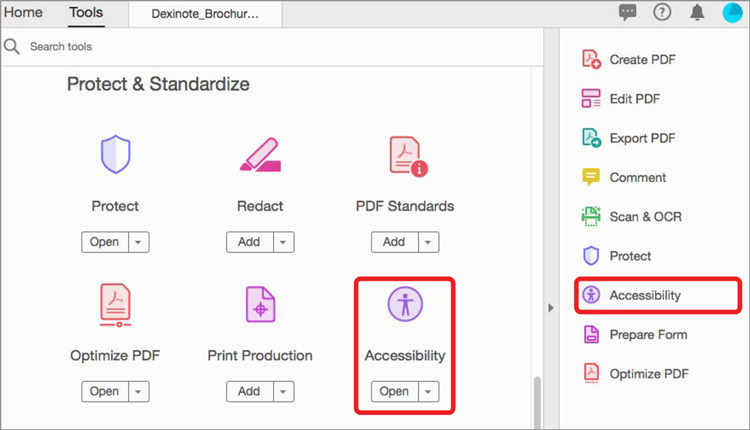 Home Tools Dexinote_Brochur...
Search tools
Protect & Standardize
Protect Redact PDF Standards
Open Add Add
Optimize PDF Print Production Accessibility
Open Add Open
Create PDF
Edit PDF
Export PDF
Comment
Scan & OCR
Protect
Accessibility
Prepare Form
Optimize PDF